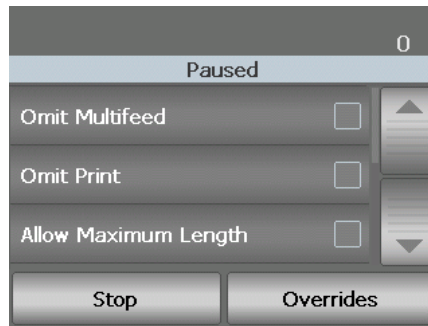 0
Paused
Omit Multifeed
Omit Print
Allow Maximum Length
Stop Overrides